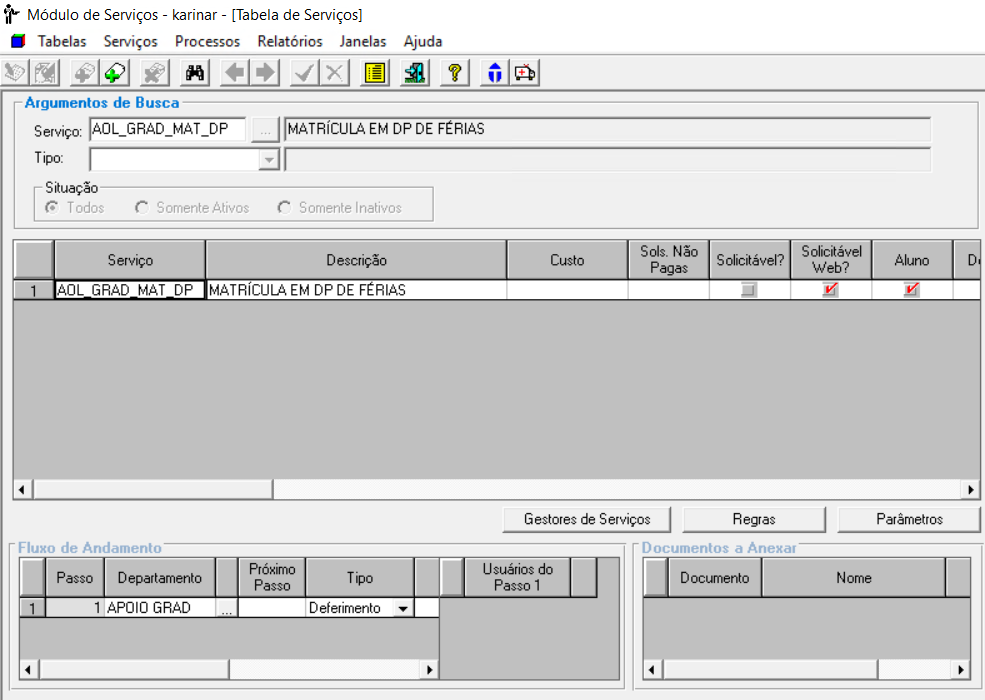 Módulo de Serviços - karinar - [Tabela de Serviços]
Tabelas Serviços Processos Relatórios Janelas Ajuda
Argumentos de Busca
Serviço: AOL_GRAD_MAT_DP ... MATRÍCULA EM DP DE FÉRIAS
Tipo:
Situação
Todos Somente Ativos Somente Inativos
Serviço Descrição Custo Sols. Não Pagas Solicitável? Solicitável Web? Aluno
1 AOL_GRAD_MAT_DP MATRÍCULA EM DP DE FÉRIAS
Gestores de Serviços Regras Parâmetros
Fluxo de Andamento
Passo Departamento Próximo Passo Tipo Usuários do Passo 1
1 1 APOIO GRAD ... Deferimento
Documentos a Anexar
Documento Nome